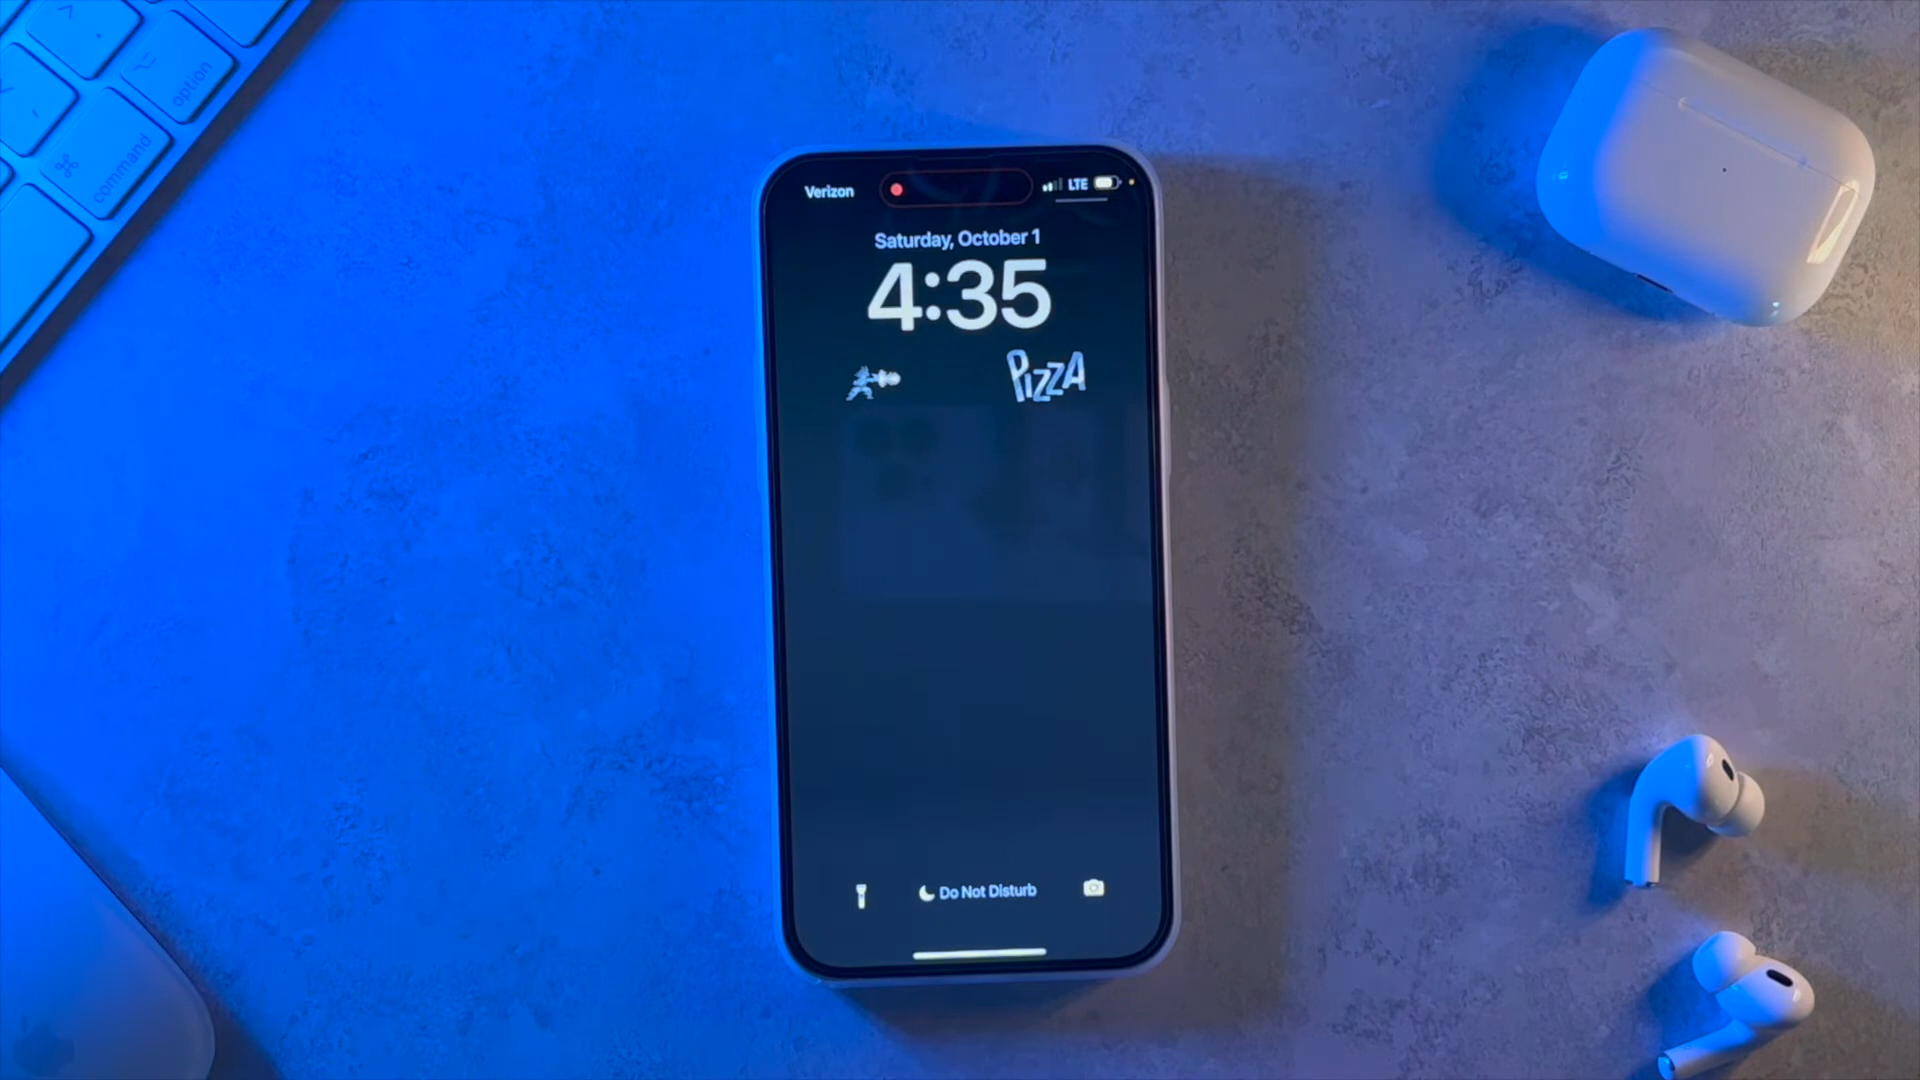 option
⌘
command
Verizon
LTE
Saturday, October 1
4:35
PIZZA
Do Not Disturb